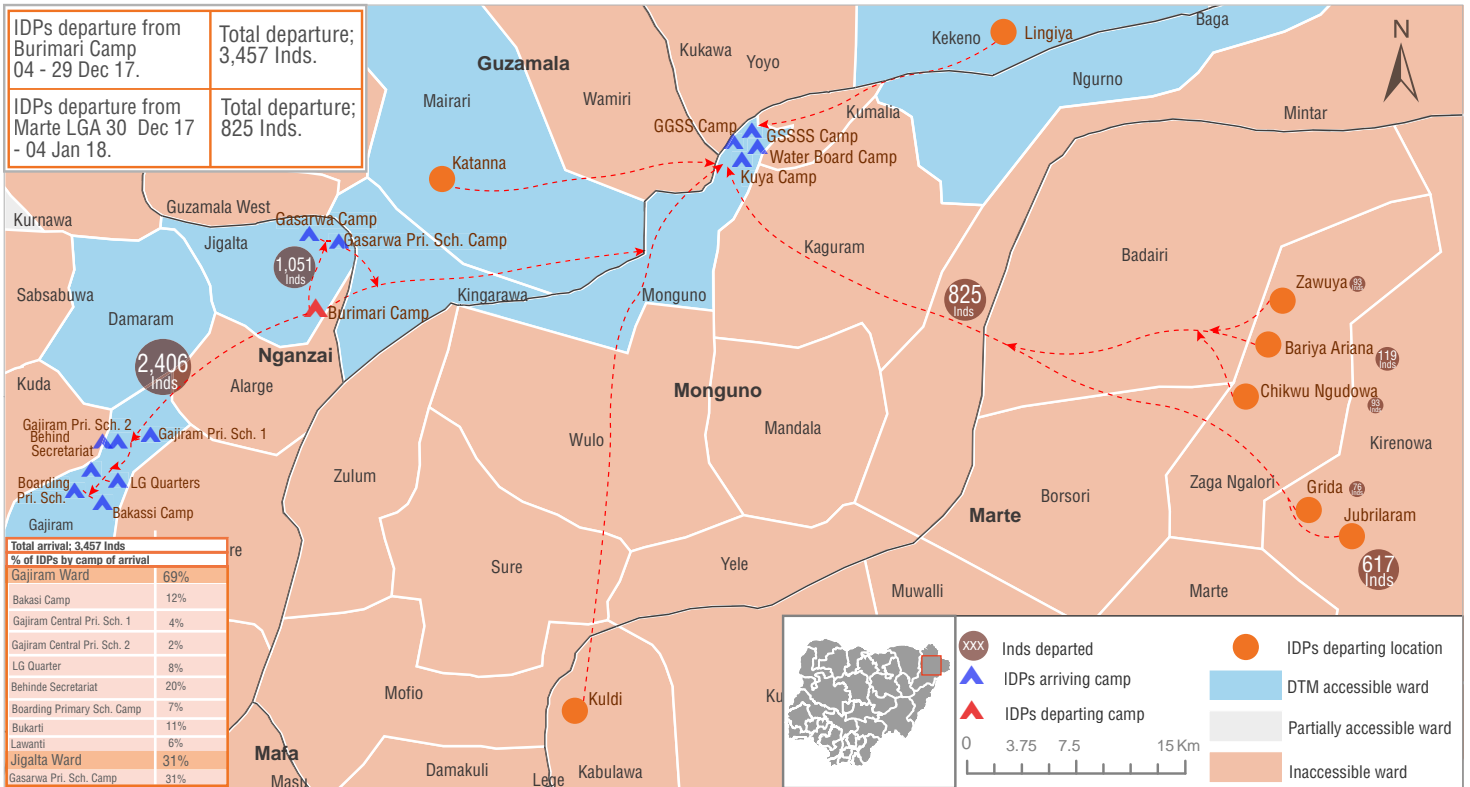 IDPs departure from
Burimari Camp
04 - 29 Dec 17.
Total departure;
3,457 Inds.
IDPs departure from
Marte LGA 30 Dec 17
- 04 Jan 18.
Total departure;
825 Inds.
Guzamala
Kukawa
Yoyo
Kekeno
Lingiya
Baga
Ngurno
N
Mairari
Wamiri
Kumalia
Mintar
GGSS Camp
GSSSS Camp
Water Board Camp
Kuya Camp
Katanna
Kurnawa
Guzamala West
Gasarwa Camp
Gasarwa Pri. Sch. Camp
Jigalta
1,051
Inds
Kaguram
Badairi
Sabsabuwa
Damaram
Burimari Camp
Kingarawa
Monguno
825
Inds
Zawuya
Bariya Ariana
119
Inds
Chikwu Ngudowa
93
Inds
Nganzai
2,406
Inds
Kuda
Alarge
Monguno
Gajiram Pri. Sch. 2
Gajiram Pri. Sch. 1
Behind
Secretariat
Boarding
Pri. Sch.
LG Quarters
Bakassi Camp
Gajiram
Wulo
Mandala
Kirenowa
Zulum
Borsori
Zaga Ngalori
Grida
76
Inds
Jubrilaram
Marte
617
Inds
re
Sure
Yele
Muwalli
Marte
Total arrival; 3,457 Inds
% of IDPs by camp of arrival
Gajiram Ward 69%
Bakasi Camp 12%
Gajiram Central Pri. Sch. 1 4%
Gajiram Central Pri. Sch. 2 2%
LG Quarter 8%
Behinde Secretariat 20%
Boarding Primary Sch. Camp 7%
Bukarti 11%
Lawanti 6%
Jigalta Ward 31%
Gasarwa Pri. Sch. Camp 31%
Mofio
Kuldi
Ku
Mafa
Masu
Damakuli
Lege
Kabulawa
XXX
Inds departed
IDPs arriving camp
IDPs departing camp
0 3.75 7.5 15 Km
IDPs departing location
DTM accessible ward
Partially accessible ward
Inaccessible ward